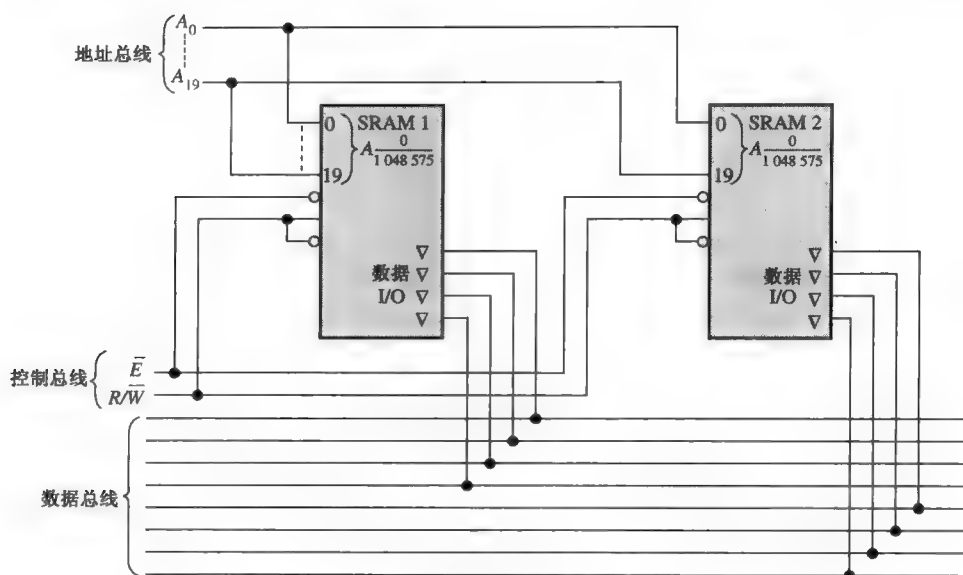 地址总线
A₀
A₁₉
0
SRAM 1
A 0
1 048 575
19
数据
I/O
0
SRAM 2
A 0
1 048 575
19
数据
I/O
控制总线
E̅
R/W̅
数据总线